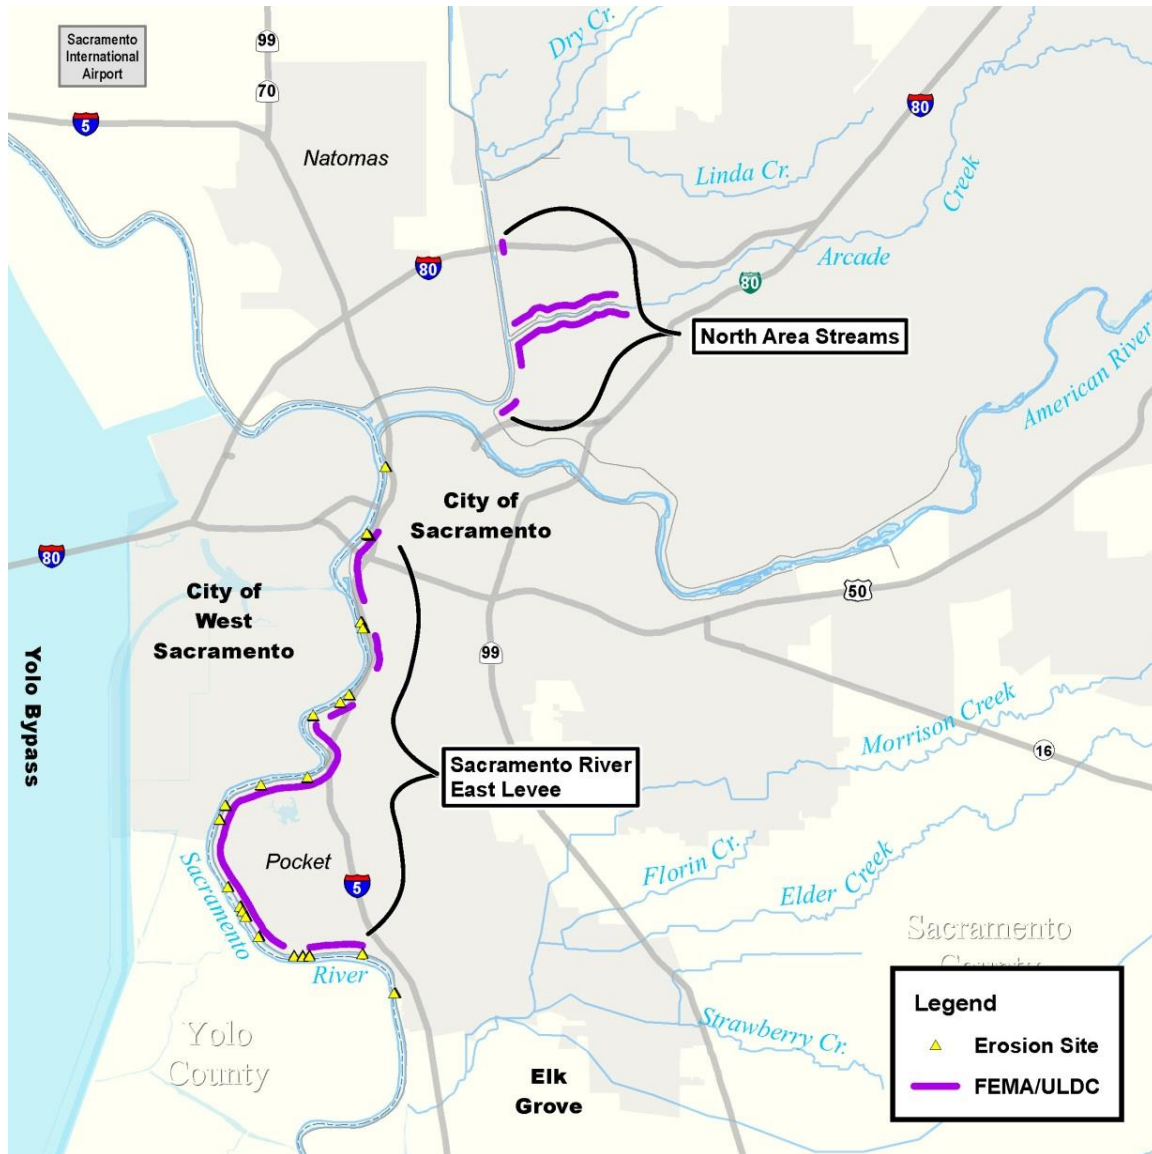 Sacramento
International
Airport
99
70
5
Dry Cr.
80
Natomas
Linda Cr.
Creek
Arcade
80
80
North Area Streams
American River
City of
Sacramento
80
50
City of
West
Sacramento
99
Yolo Bypass
Morrison Creek
16
Sacramento River
East Levee
Pocket
5
Florin Cr.
Elder Creek
Sacramento
River
Sacramento
County
Yolo
County
Strawberry Cr.
Elk
Grove
Legend
Erosion Site
FEMA/ULDC